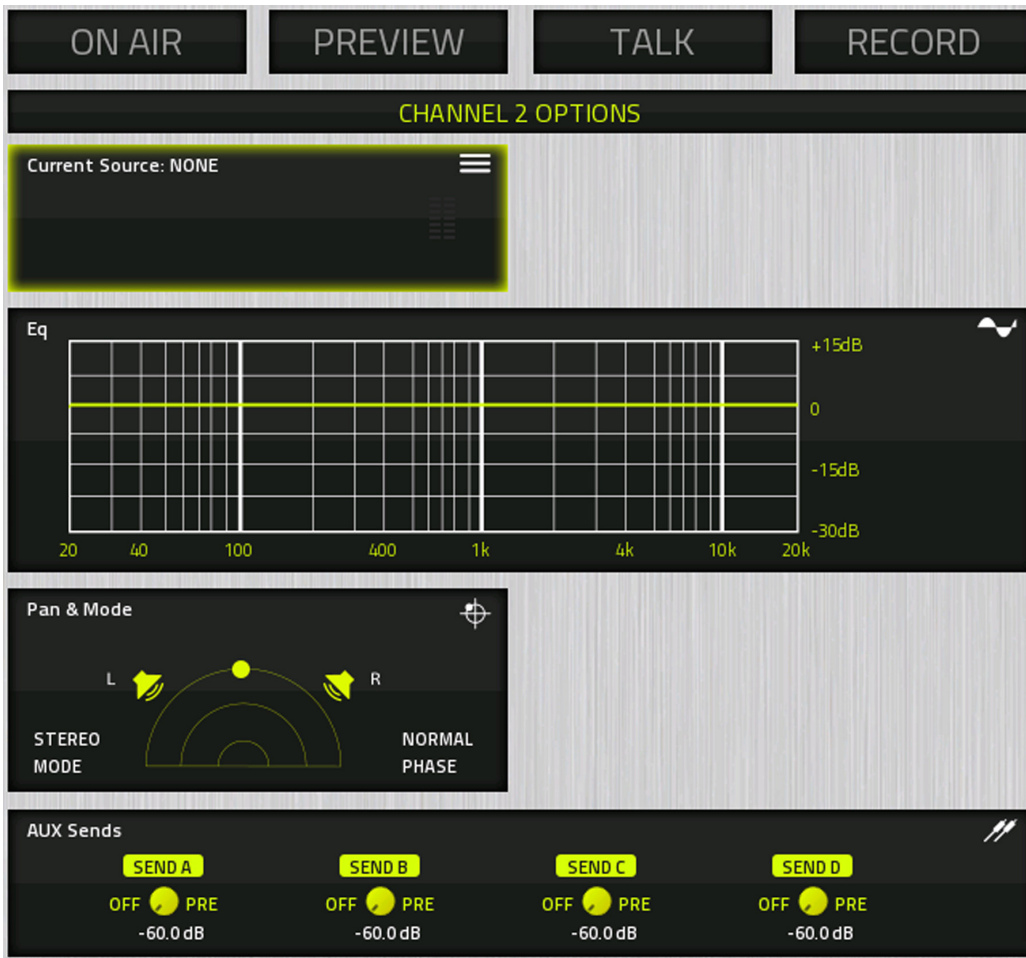 ON AIR PREVIEW TALK RECORD
CHANNEL 2 OPTIONS
Current Source: NONE
Eq
+15dB
0
-15dB
-30dB
20 40 100 400 1k 4k 10k 20k
Pan & Mode
L R
STEREO MODE
NORMAL PHASE
AUX Sends
SEND A SEND B SEND C SEND D
OFF PRE OFF PRE OFF PRE OFF PRE
-60.0 dB -60.0 dB -60.0 dB -60.0 dB